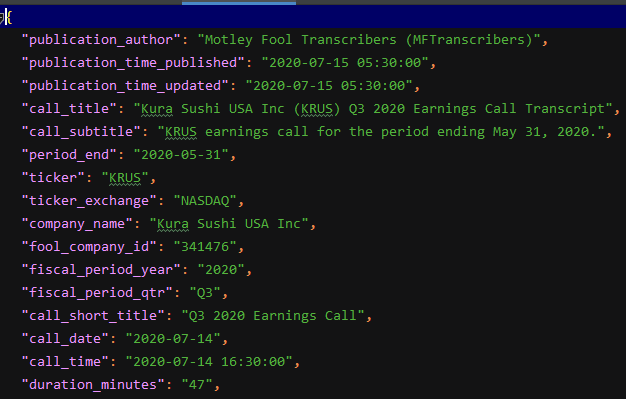 {
"publication_author": "Motley Fool Transcribers (MFTranscribers)",
"publication_time_published": "2020-07-15 05:30:00",
"publication_time_updated": "2020-07-15 05:30:00",
"call_title": "Kura Sushi USA Inc (KRUS) Q3 2020 Earnings Call Transcript",
"call_subtitle": "KRUS earnings call for the period ending May 31, 2020.",
"period_end": "2020-05-31",
"ticker": "KRUS",
"ticker_exchange": "NASDAQ",
"company_name": "Kura Sushi USA Inc",
"fool_company_id": "341476",
"fiscal_period_year": "2020",
"fiscal_period_qtr": "Q3",
"call_short_title": "Q3 2020 Earnings Call",
"call_date": "2020-07-14",
"call_time": "2020-07-14 16:30:00",
"duration_minutes": "47",